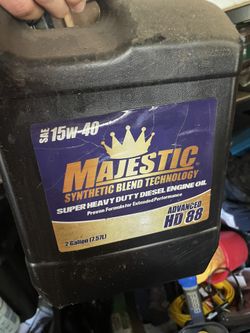 SAE 15W-40
MAJESTIC
SYNTHETIC BLEND TECHNOLOGY
SUPER HEAVY DUTY DIESEL ENGINE OIL
Proven Formula for Extended Performance
ADVANCED
HD 88
2 Gallon (7.57L)